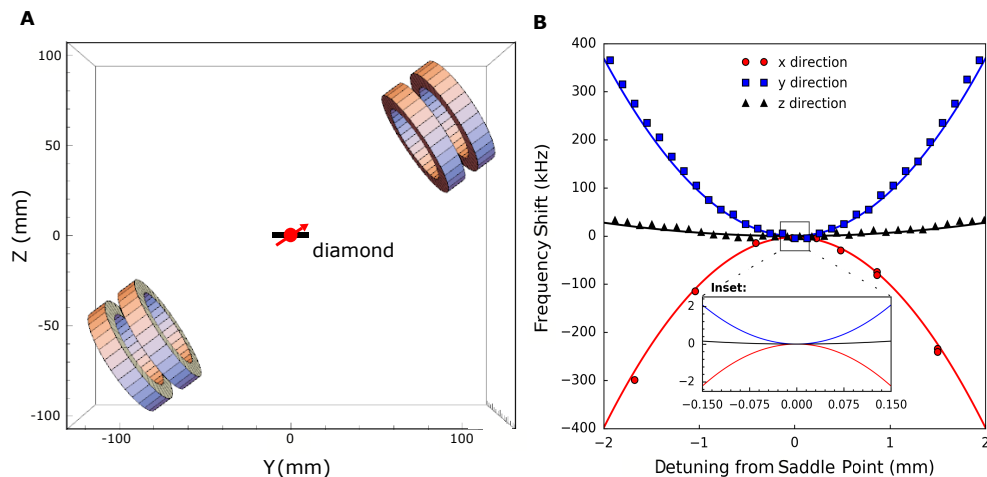 A
100
50
0
-50
-100
Z (mm)
diamond
-100
0
100
Y (mm)
B
400
300
200
100
0
−100
−200
−300
−400
Frequency Shift (kHz)
x direction
y direction
z direction
Inset:
2
0
−2
−0.150
−0.075
0.000
0.075
0.150
−2
−1
0
1
2
Detuning from Saddle Point (mm)